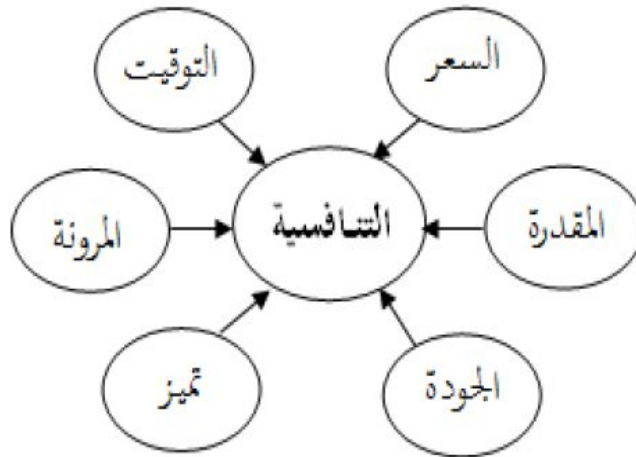 السعر
التوقيت
المقدرة
التنافسية
المرونة
الجودة
تميز